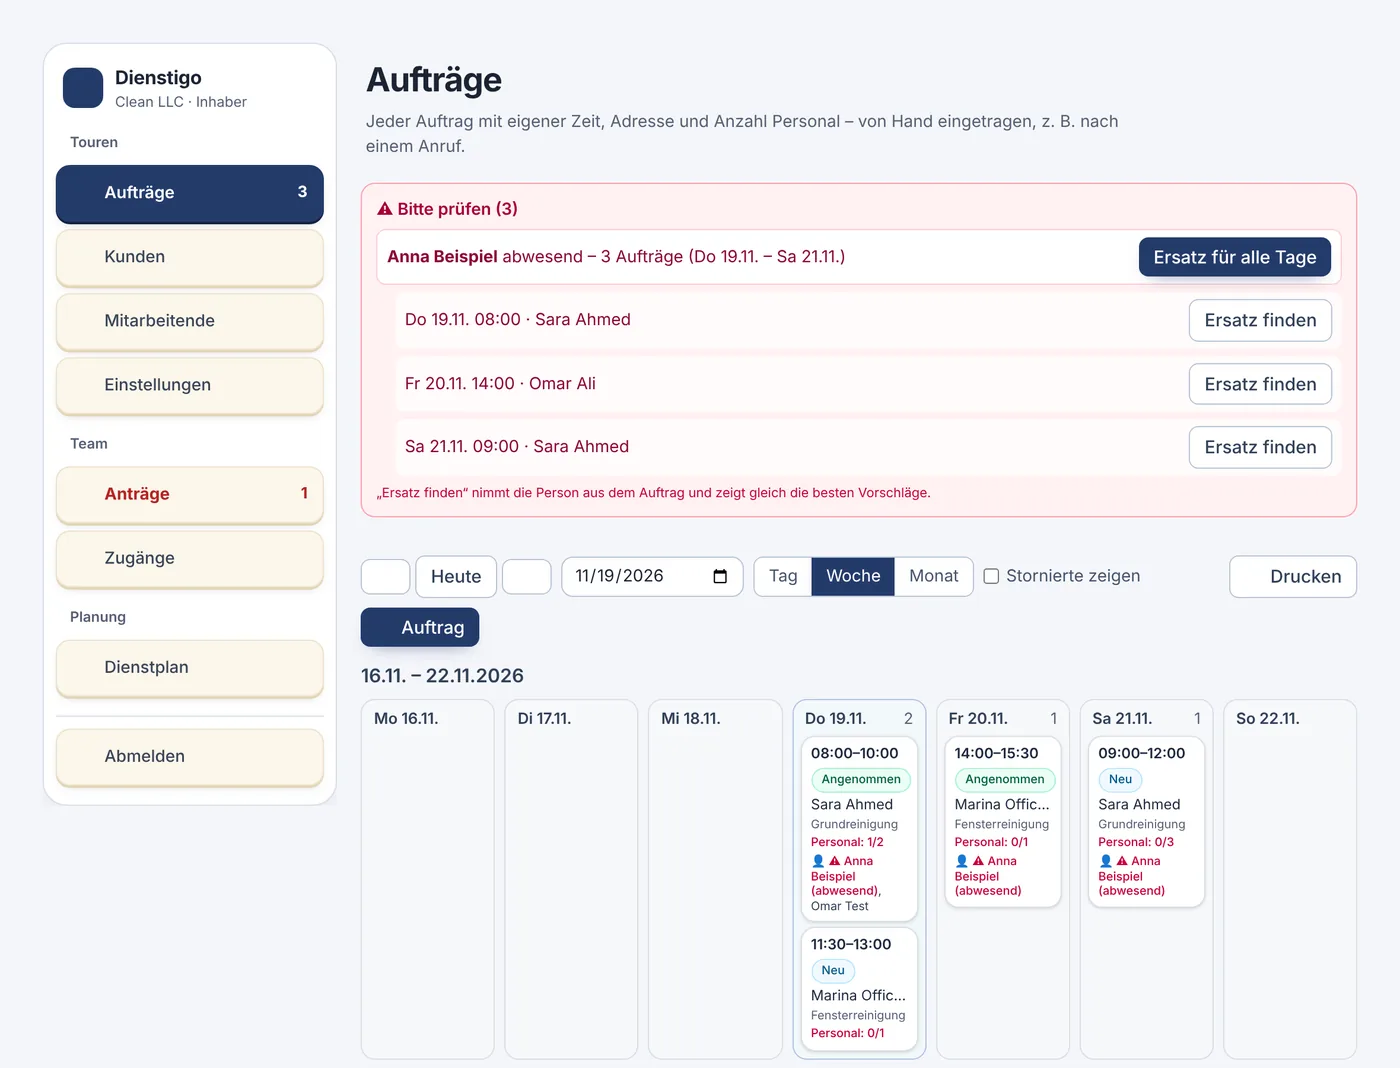 Dienstigo
Clean LLC · Inhaber
Touren
Aufträge 3
Kunden
Mitarbeitende
Einstellungen
Team
Anträge 1
Zugänge
Planung
Dienstplan
Abmelden
Aufträge
Jeder Auftrag mit eigener Zeit, Adresse und Anzahl Personal – von Hand eingetragen, z. B. nach
einem Anruf.
⚠ Bitte prüfen (3)
Anna Beispiel abwesend – 3 Aufträge (Do 19.11. – Sa 21.11.) Ersatz für alle Tage
Do 19.11. 08:00 · Sara Ahmed Ersatz finden
Fr 20.11. 14:00 · Omar Ali Ersatz finden
Sa 21.11. 09:00 · Sara Ahmed Ersatz finden
„Ersatz finden“ nimmt die Person aus dem Auftrag und zeigt gleich die besten Vorschläge.
Heute 11/19/2026 Tag Woche Monat Stornierte zeigen Drucken
Auftrag
16.11. – 22.11.2026
Mo 16.11.
Di 17.11.
Mi 18.11.
Do 19.11. 2
08:00–10:00
Angenommen
Sara Ahmed
Grundreinigung
Personal: 1/2
👤 ⚠ Anna
Beispiel
(abwesend),
Omar Test
11:30–13:00
Neu
Marina Offic...
Fensterreinigung
Personal: 0/1
Fr 20.11. 1
14:00–15:30
Angenommen
Marina Offic...
Fensterreinigung
Personal: 0/1
👤 ⚠ Anna
Beispiel
(abwesend)
Sa 21.11. 1
09:00–12:00
Neu
Sara Ahmed
Grundreinigung
Personal: 0/3
👤 ⚠ Anna
Beispiel
(abwesend)
So 22.11.